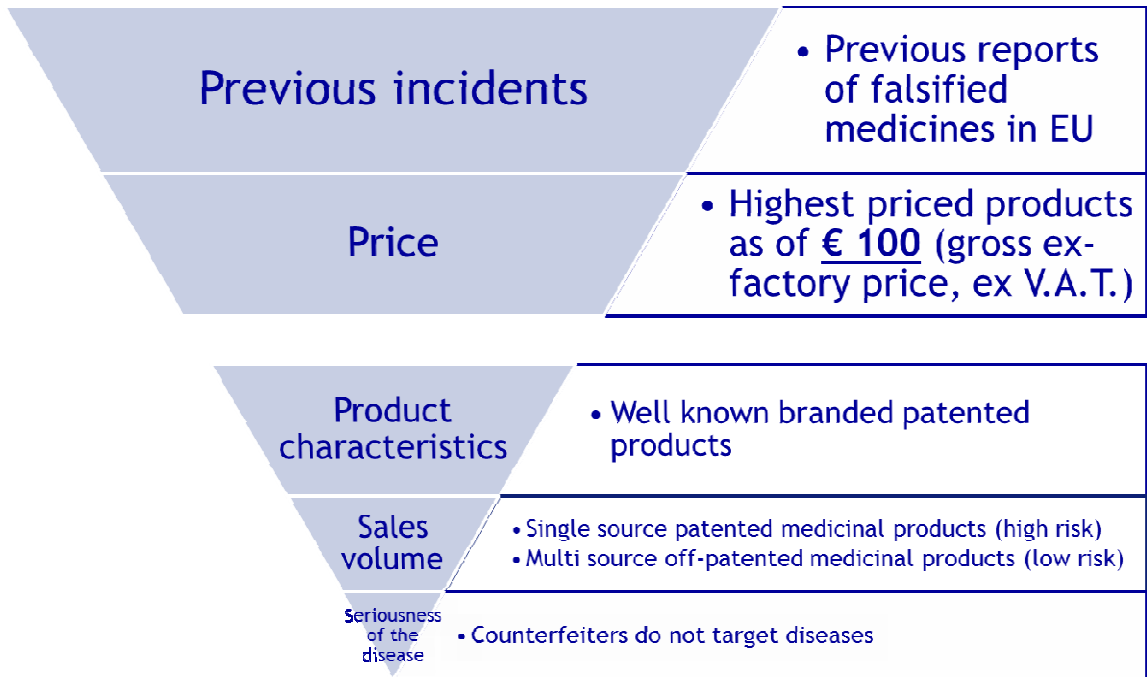 Previous incidents
• Previous reports
of falsified
medicines in EU
Price
• Highest priced products
as of € 100 (gross ex-
factory price, ex V.A.T.)
Product
characteristics
• Well known branded patented
products
Sales
volume
• Single source patented medicinal products (high risk)
• Multi source off-patented medicinal products (low risk)
Seriousness
of the
disease
• Counterfeiters do not target diseases